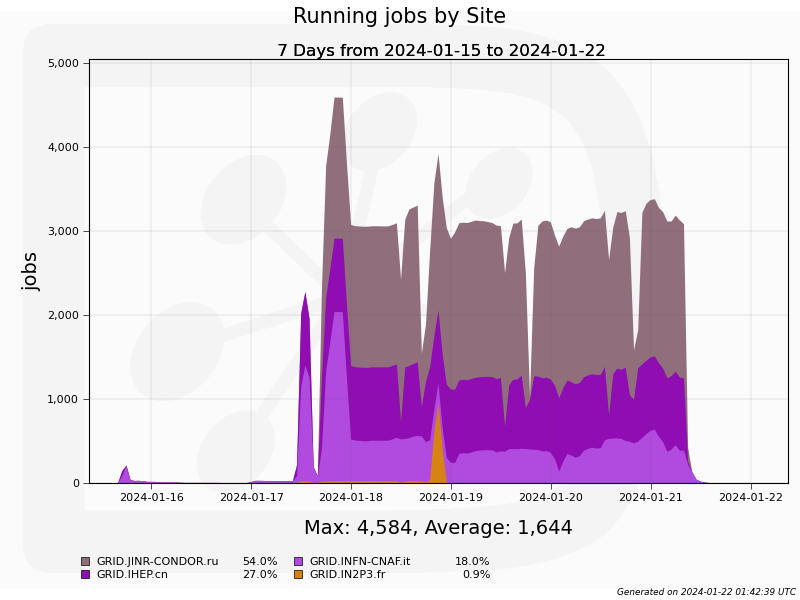 Running jobs by Site
7 Days from 2024-01-15 to 2024-01-22
5,000
4,000
3,000
2,000
1,000
0
jobs
2024-01-16 2024-01-17 2024-01-18 2024-01-19 2024-01-20 2024-01-21 2024-01-22
Max: 4,584, Average: 1,644
GRID.JINR-CONDOR.ru 54.0% GRID.INFN-CNAF.it 18.0%
GRID.IHEP.cn 27.0% GRID.IN2P3.fr 0.9%
Generated on 2024-01-22 01:42:39 UTC